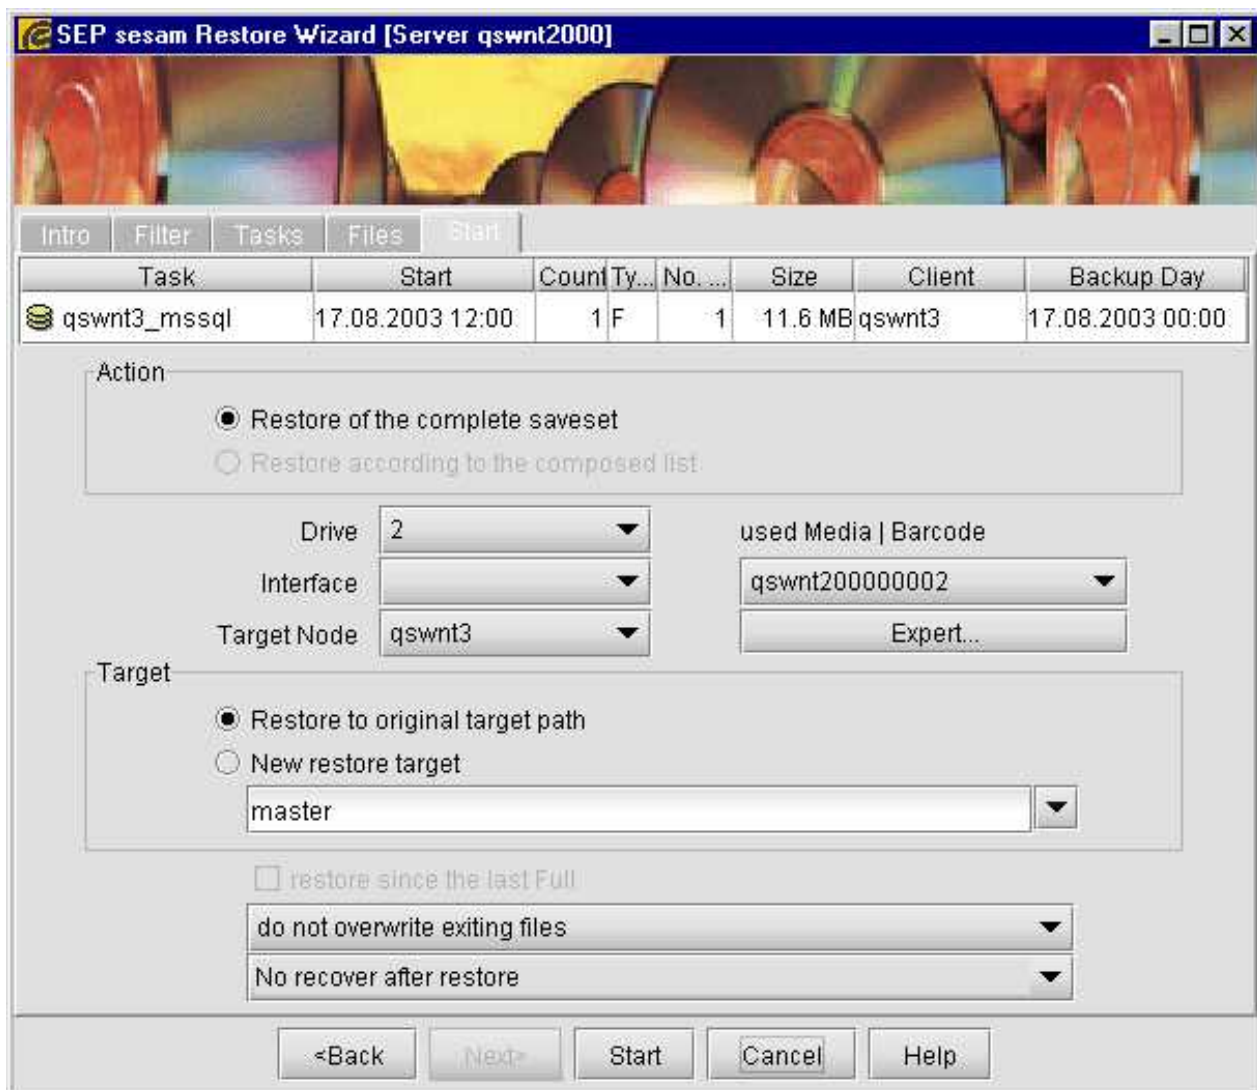 SEP sesam Restore Wizard [Server qswnt2000]
Intro Filter Tasks Files Start
Task Start Count Ty... No. ... Size Client Backup Day
qswnt3_mssql 17.08.2003 12:00 1 F 1 11.6 MB qswnt3 17.08.2003 00:00
Action
Restore of the complete saveset
Restore according to the composed list
Drive 2 used Media | Barcode
Interface qswnt200000002
Target Node qswnt3 Expert...
Target
Restore to original target path
New restore target
master
restore since the last Full
do not overwrite exiting files
No recover after restore
<Back Next> Start Cancel Help